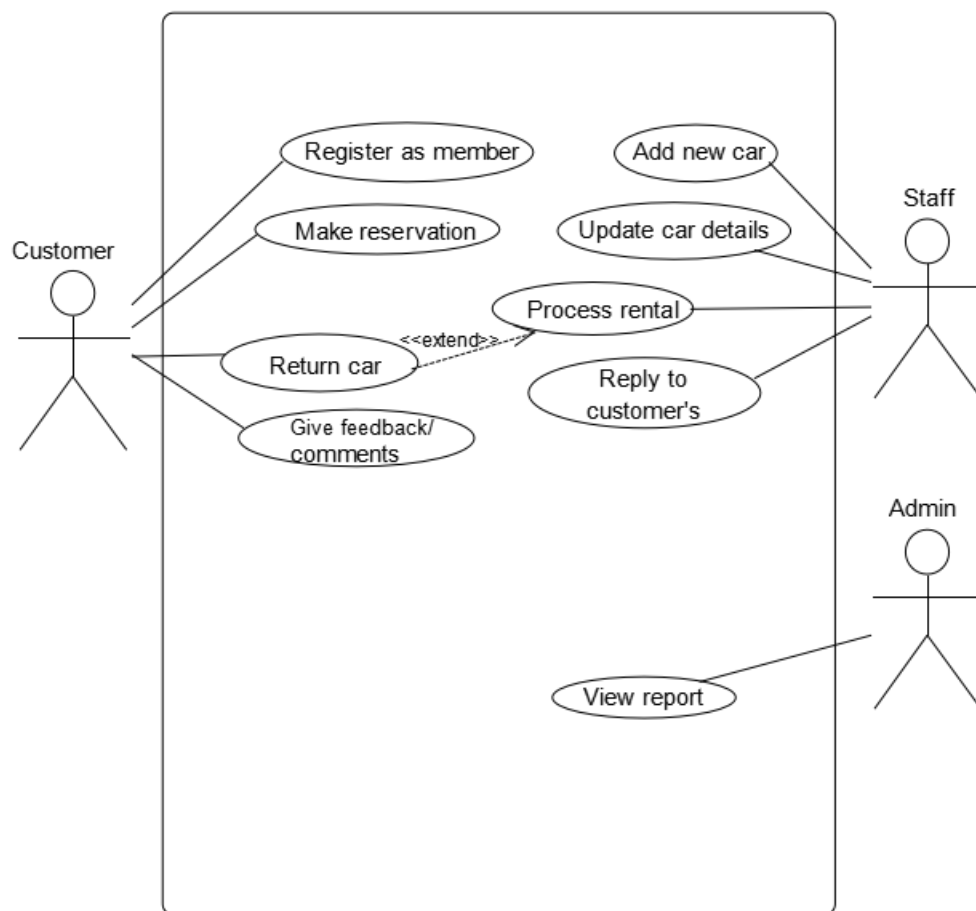 Register as member
Add new car
Staff
Make reservation
Update car details
Customer
Process rental
<<extend>>
Return car
Reply to
customer's
Give feedback/
comments
Admin
View report